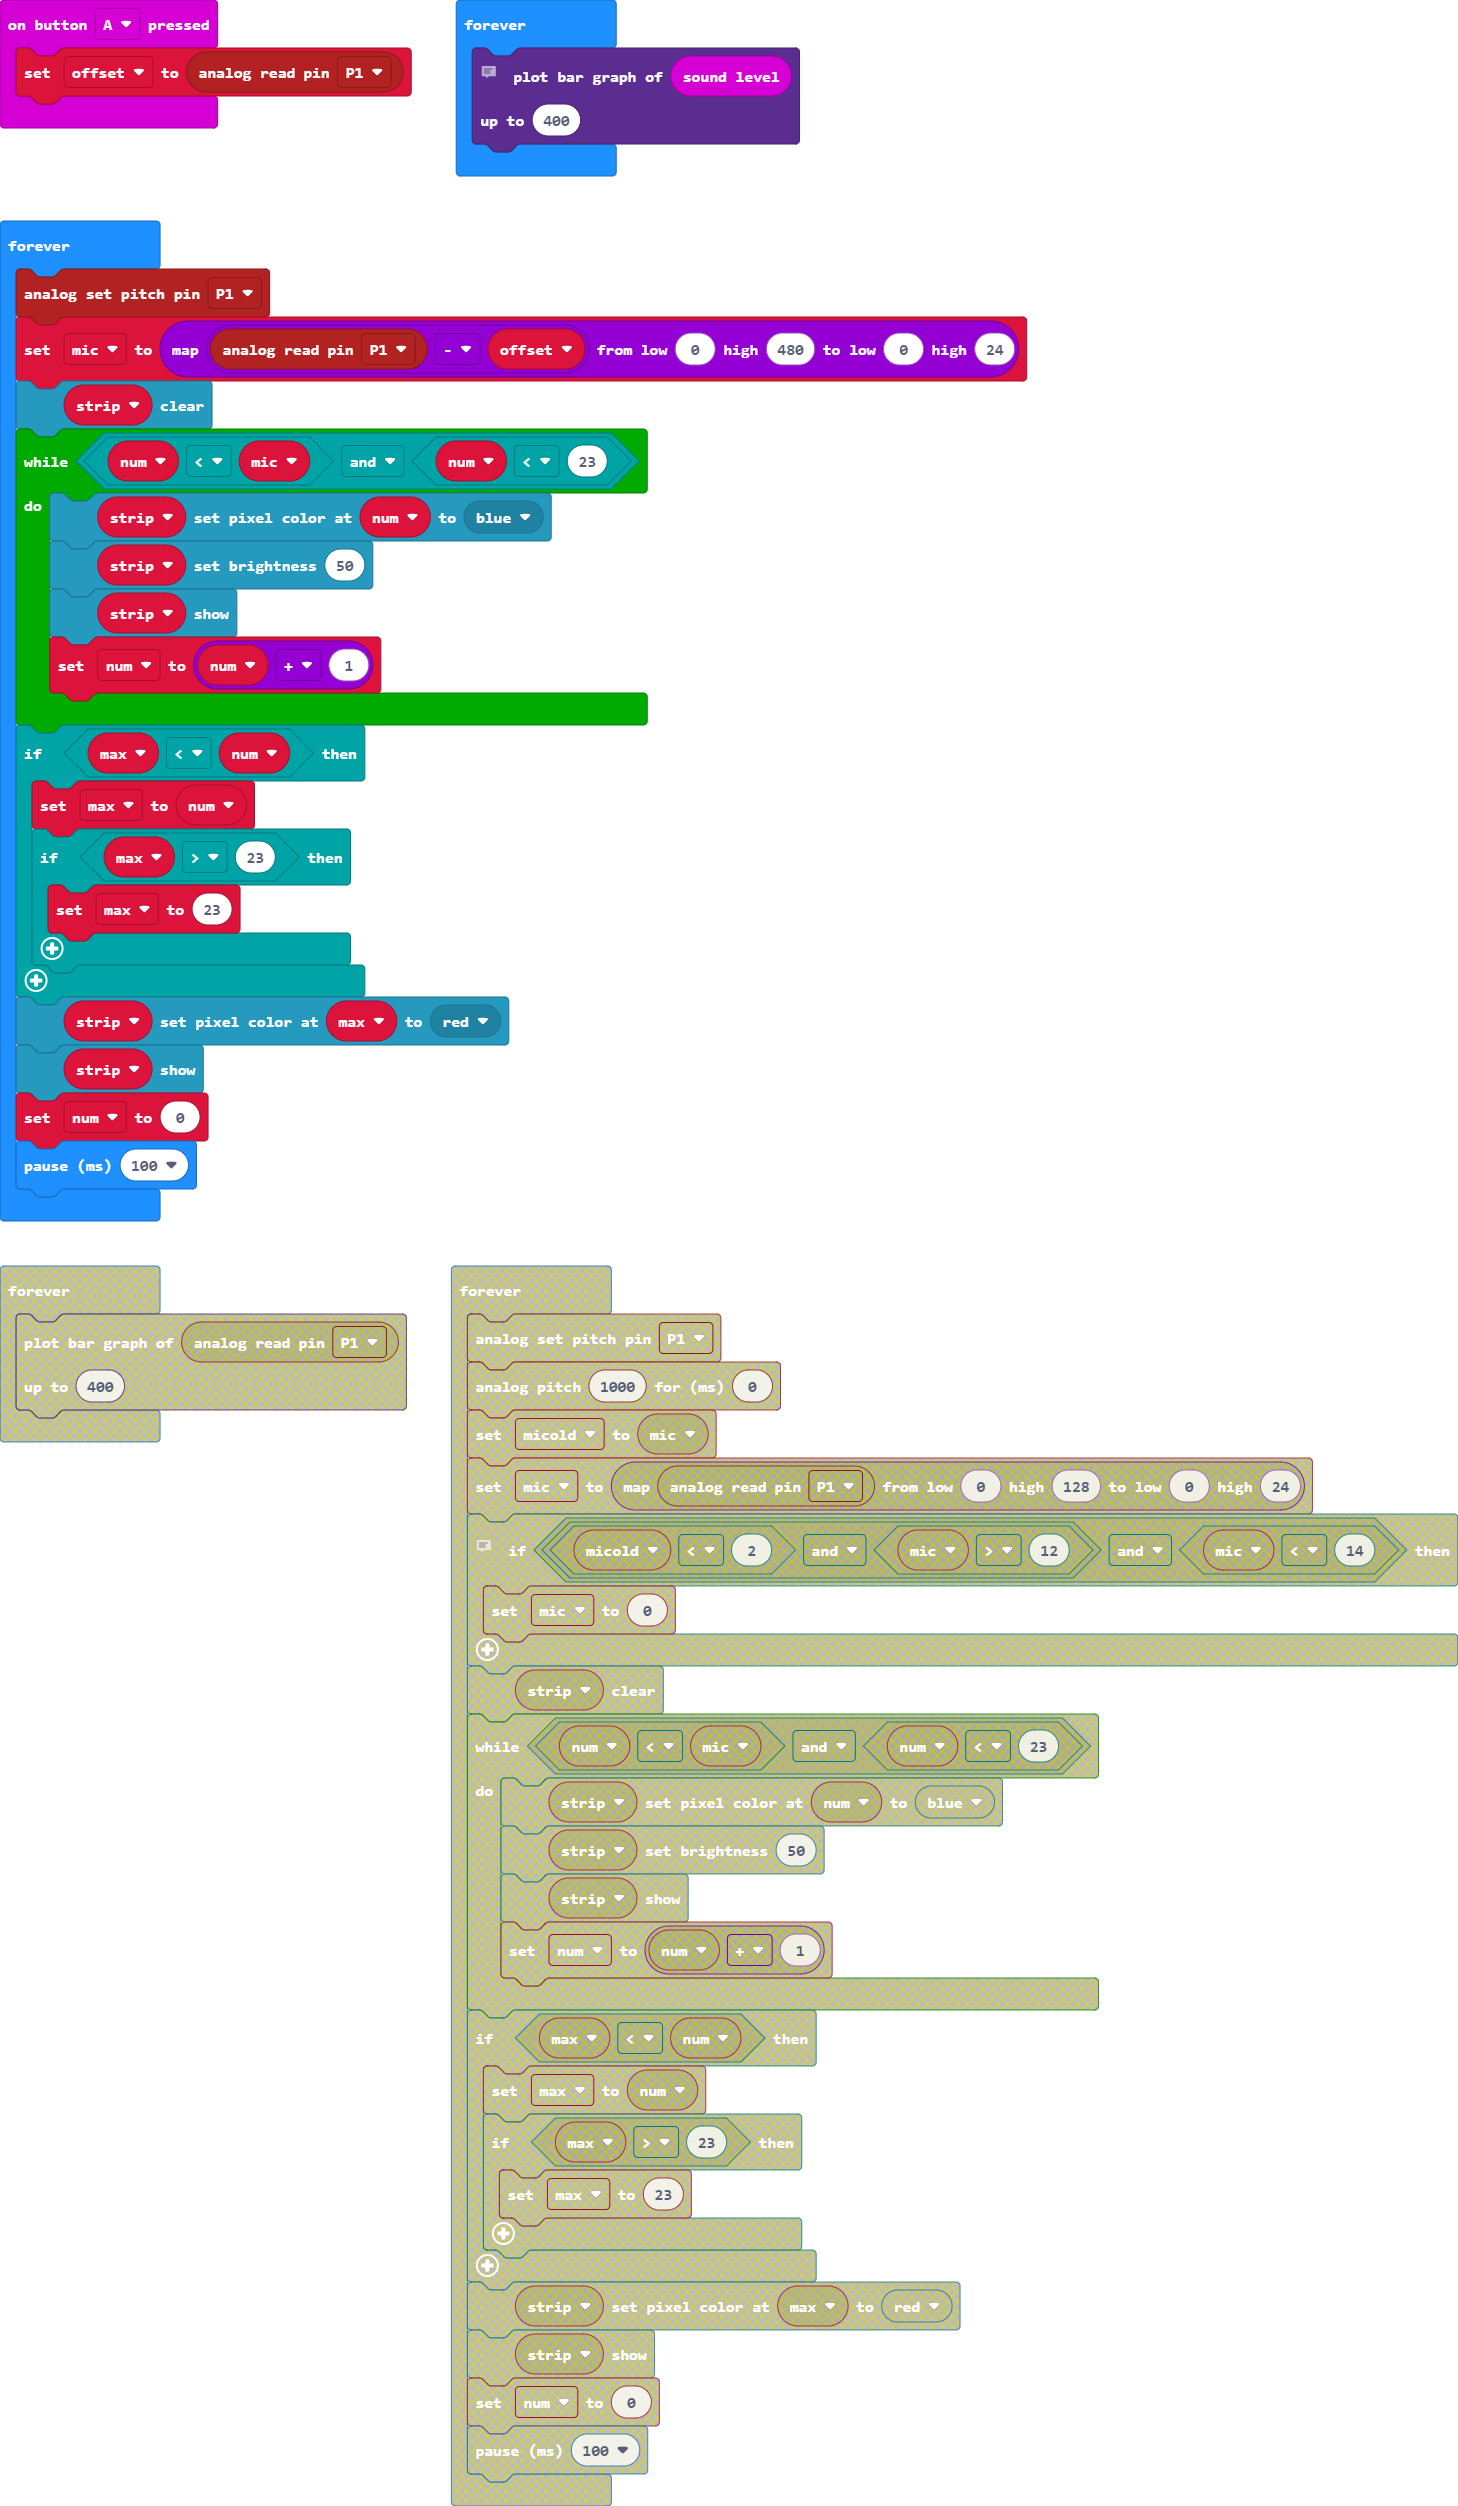 on button A pressed
set offset to analog read pin P1
forever
plot bar graph of sound level
up to 400
forever
analog set pitch pin P1
set mic to map analog read pin P1 - offset from low 0 high 480 to low 0 high 24
strip clear
while num < mic and num < 23
do
strip set pixel color at num to blue
strip set brightness 50
strip show
set num to num + 1
if max < num then
set max to num
if max > 23 then
set max to 23
strip set pixel color at max to red
strip show
set num to 0
pause (ms) 100
forever
plot bar graph of analog read pin P1
up to 400
forever
analog set pitch pin P1
analog pitch 1000 for (ms) 0
set micold to mic
set mic to map analog read pin P1 from low 0 high 128 to low 0 high 24
if micold < 2 and mic > 12 and mic < 14 then
set mic to 0
strip clear
while num < mic and num < 23
do
strip set pixel color at num to blue
strip set brightness 50
strip show
set num to num + 1
if max < num then
set max to num
if max > 23 then
set max to 23
strip set pixel color at max to red
strip show
set num to 0
pause (ms) 100